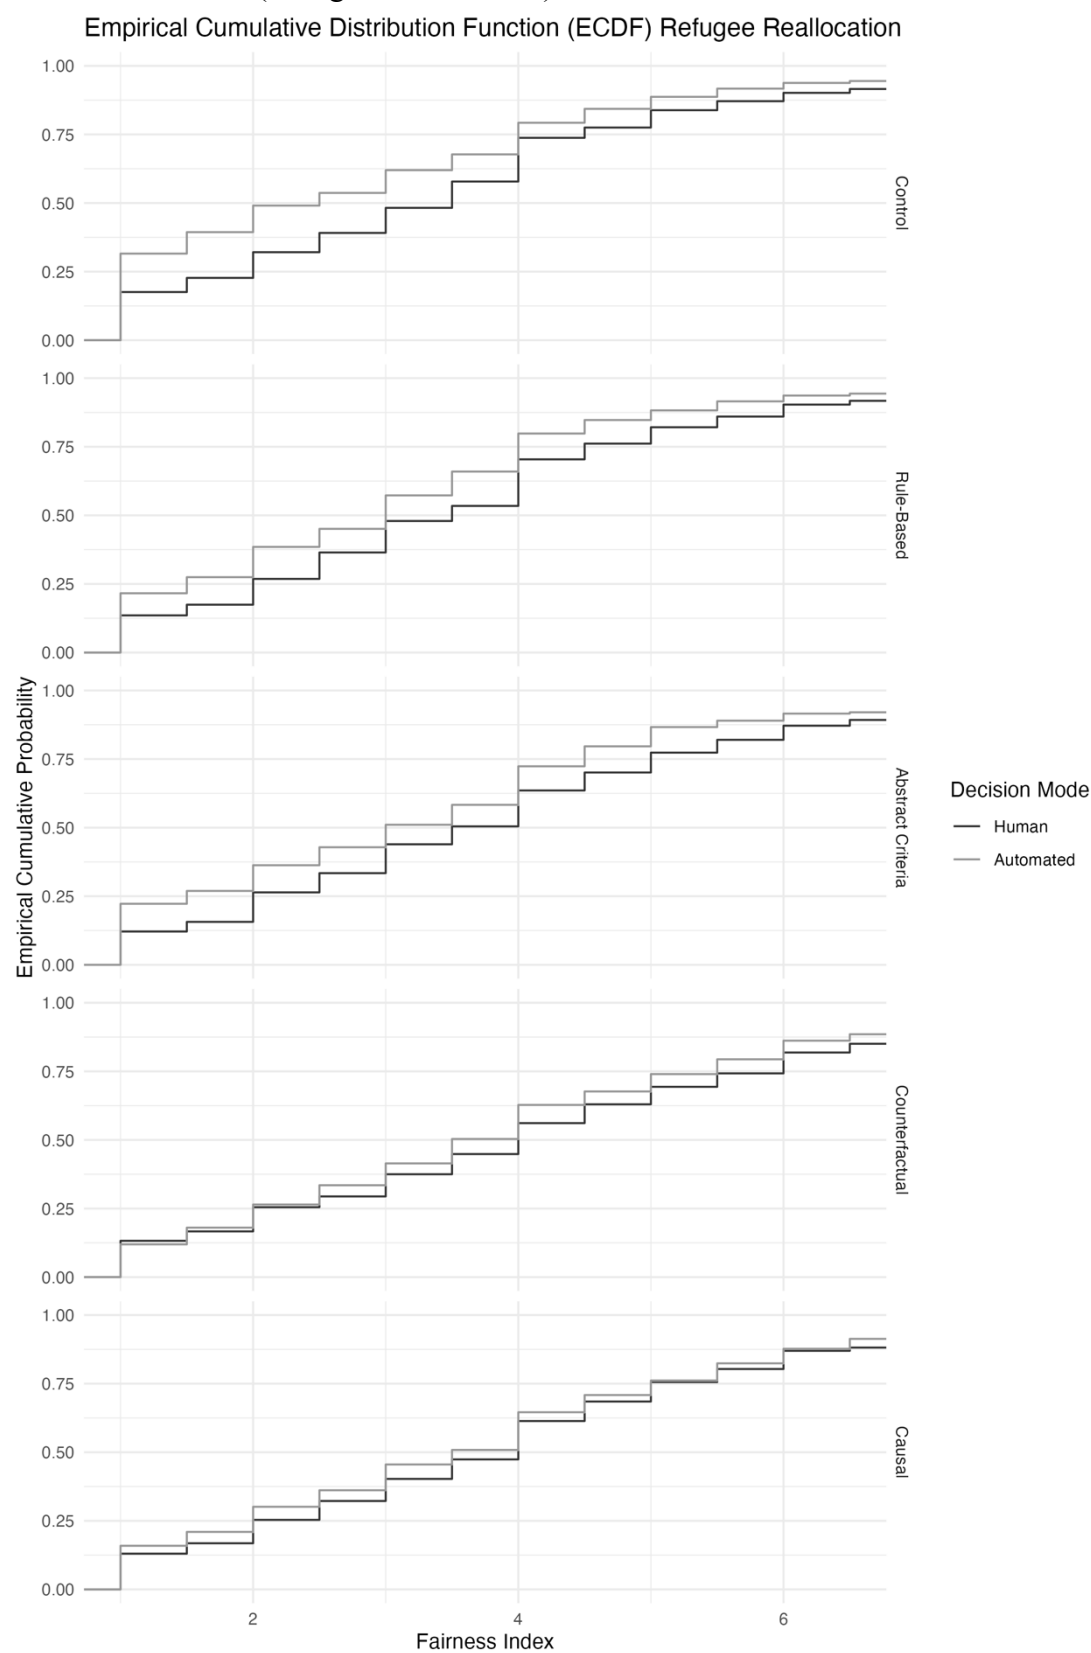 Empirical Cumulative Distribution Function (ECDF) Refugee Reallocation
1.00
0.75
0.50
0.25
0.00
Control
1.00
0.75
0.50
0.25
0.00
Rule-Based
1.00
0.75
0.50
0.25
0.00
Abstract Criteria
1.00
0.75
0.50
0.25
0.00
Counterfactual
1.00
0.75
0.50
0.25
0.00
Causal
Empirical Cumulative Probability
2 4 6
Fairness Index
Decision Mode
Human
Automated